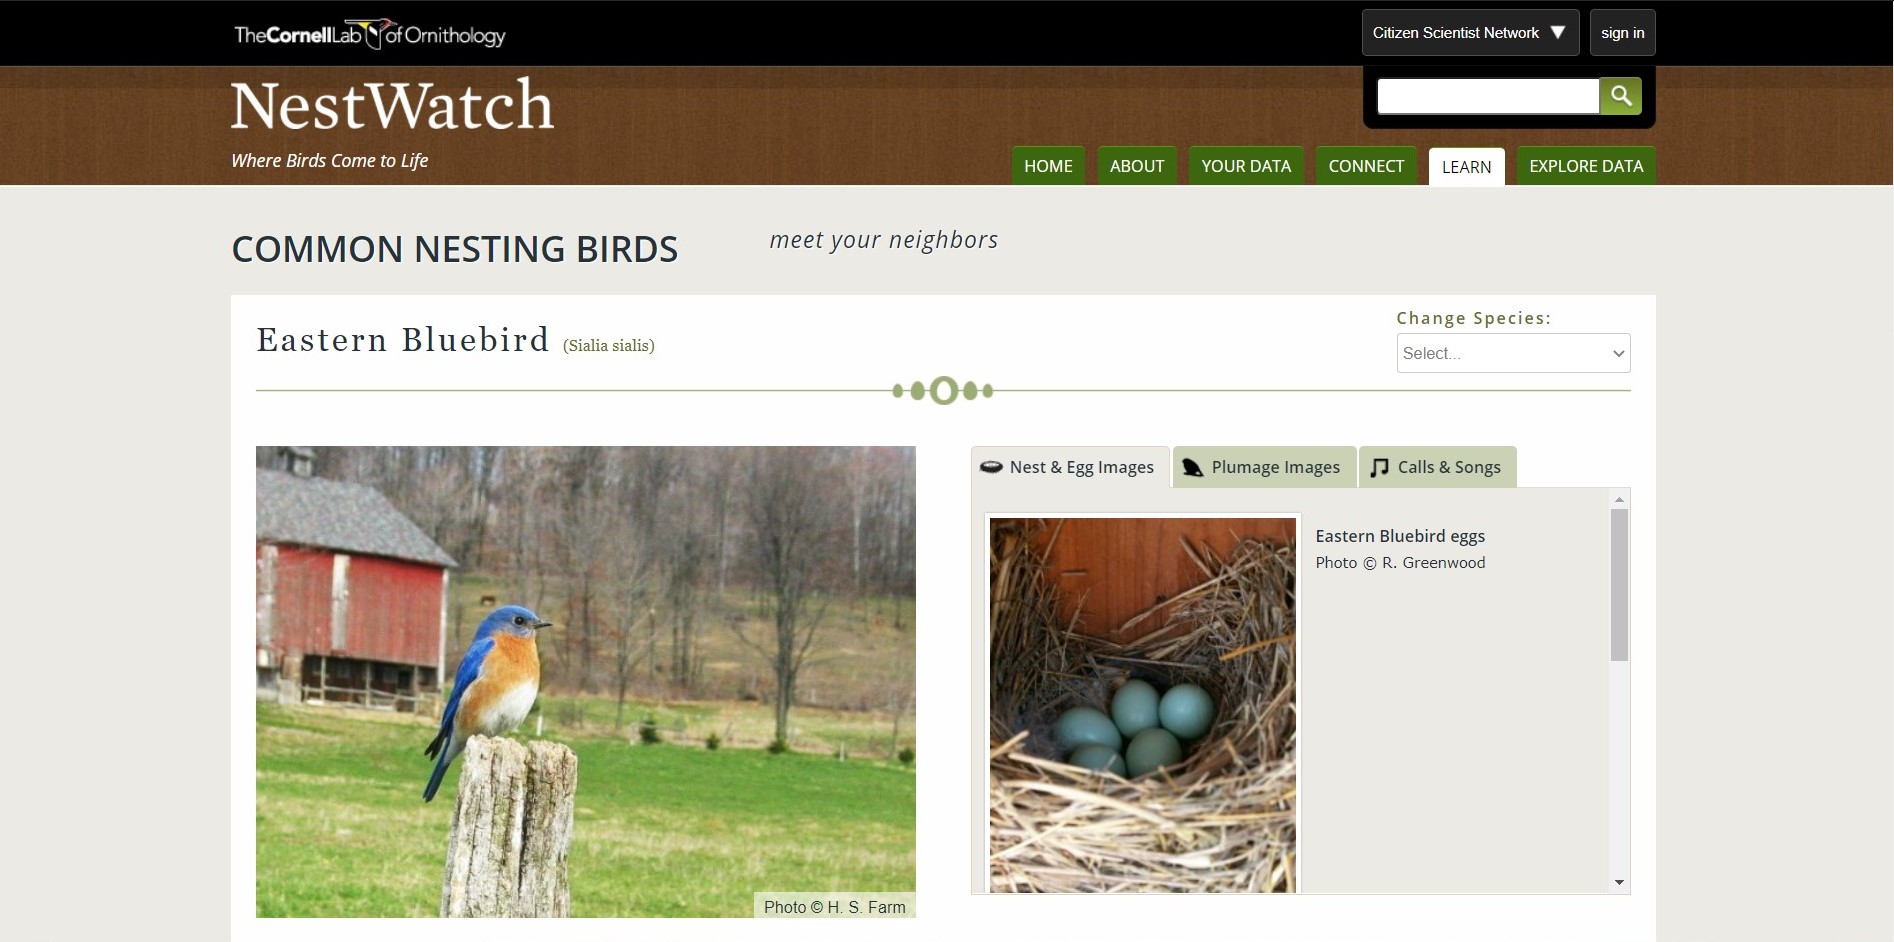 TheCornellLab of Ornithology
Citizen Scientist Network ▼
sign in
NestWatch
Where Birds Come to Life
HOME
ABOUT
YOUR DATA
CONNECT
LEARN
EXPLORE DATA
COMMON NESTING BIRDS
meet your neighbors
Eastern Bluebird (Sialia sialis)
Change Species:
Select...
Nest & Egg Images
Plumage Images
Calls & Songs
Eastern Bluebird eggs
Photo © R. Greenwood
Photo © H. S. Farm